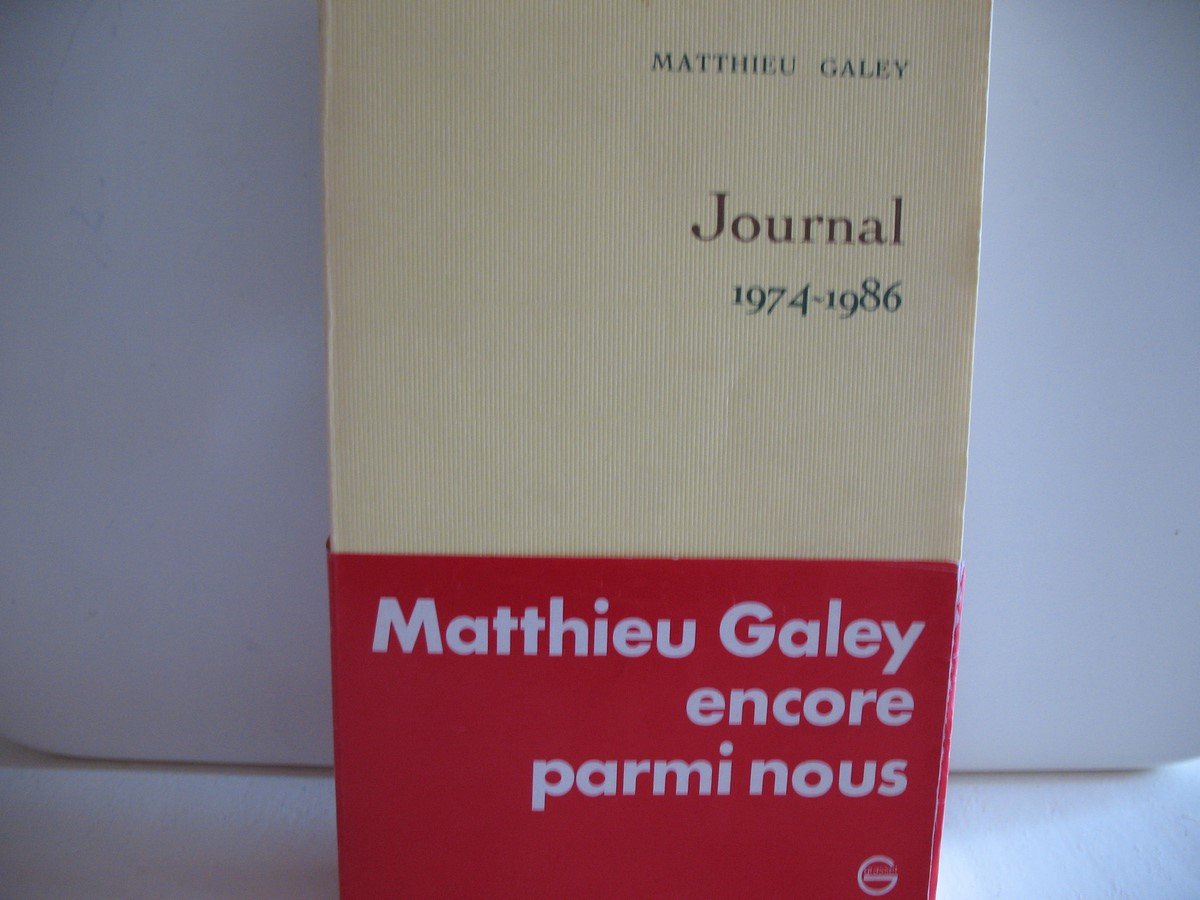 MATTHIEU GALEY
Journal
1974~1986
Matthieu Galey
encore
parmi nous